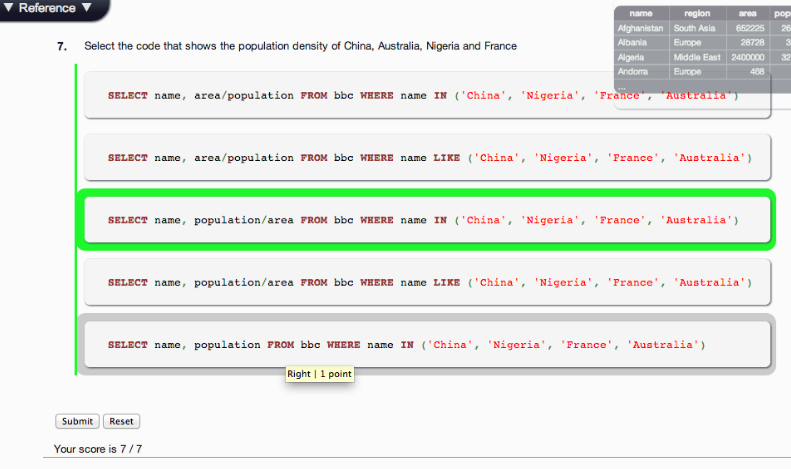 ▼ Reference ▼
name region area pop
Afghanistan South Asia 652225 26
Albania Europe 28728 3
Algeria Middle East 2400000 32
Andorra Europe 468
...
7. Select the code that shows the population density of China, Australia, Nigeria and France
SELECT name, area/population FROM bbc WHERE name IN ('China', 'Nigeria', 'France', 'Australia')
SELECT name, area/population FROM bbc WHERE name LIKE ('China', 'Nigeria', 'France', 'Australia')
SELECT name, population/area FROM bbc WHERE name IN ('China', 'Nigeria', 'France', 'Australia')
SELECT name, population/area FROM bbc WHERE name LIKE ('China', 'Nigeria', 'France', 'Australia')
SELECT name, population FROM bbc WHERE name IN ('China', 'Nigeria', 'France', 'Australia')
Right | 1 point
Submit Reset
Your score is 7 / 7